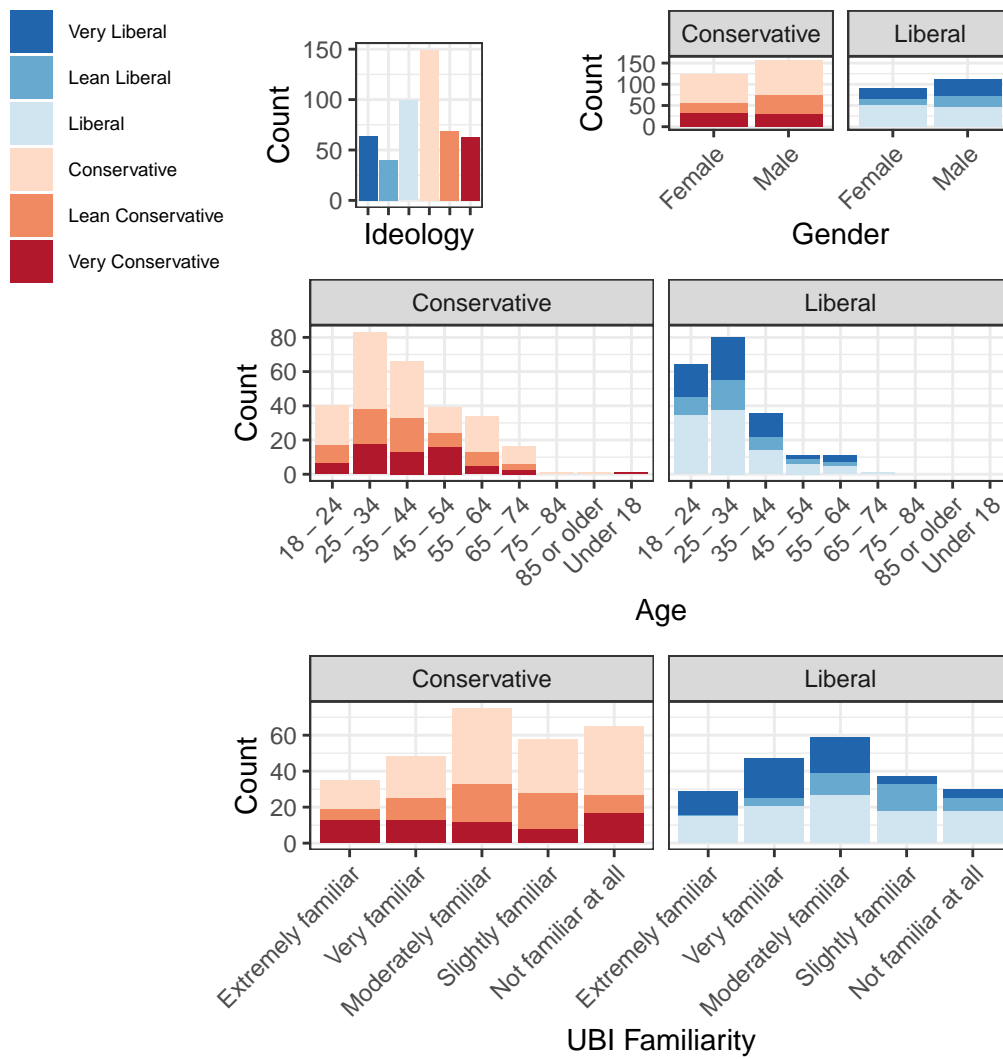 Very Liberal
Lean Liberal
Liberal
Conservative
Lean Conservative
Very Conservative
150
100
50
0
Count
Ideology
Conservative
Liberal
150
100
50
0
Count
Female
Male
Female
Male
Gender
Conservative
Liberal
80
60
40
20
0
Count
18 – 24
25 – 34
35 – 44
45 – 54
55 – 64
65 – 74
75 – 84
85 or older
Under 18
18 – 24
25 – 34
35 – 44
45 – 54
55 – 64
65 – 74
75 – 84
85 or older
Under 18
Age
Conservative
Liberal
60
40
20
0
Count
Extremely familiar
Very familiar
Moderately familiar
Slightly familiar
Not familiar at all
Extremely familiar
Very familiar
Moderately familiar
Slightly familiar
Not familiar at all
UBI Familiarity